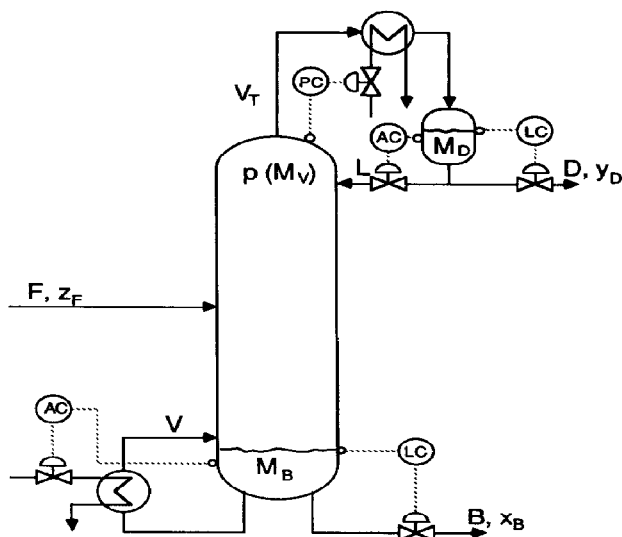 PC
V_T
AC
M_D
LC
p (M_V)
L
D, y_D
F, z_F
AC
V
M_B
LC
B, x_B